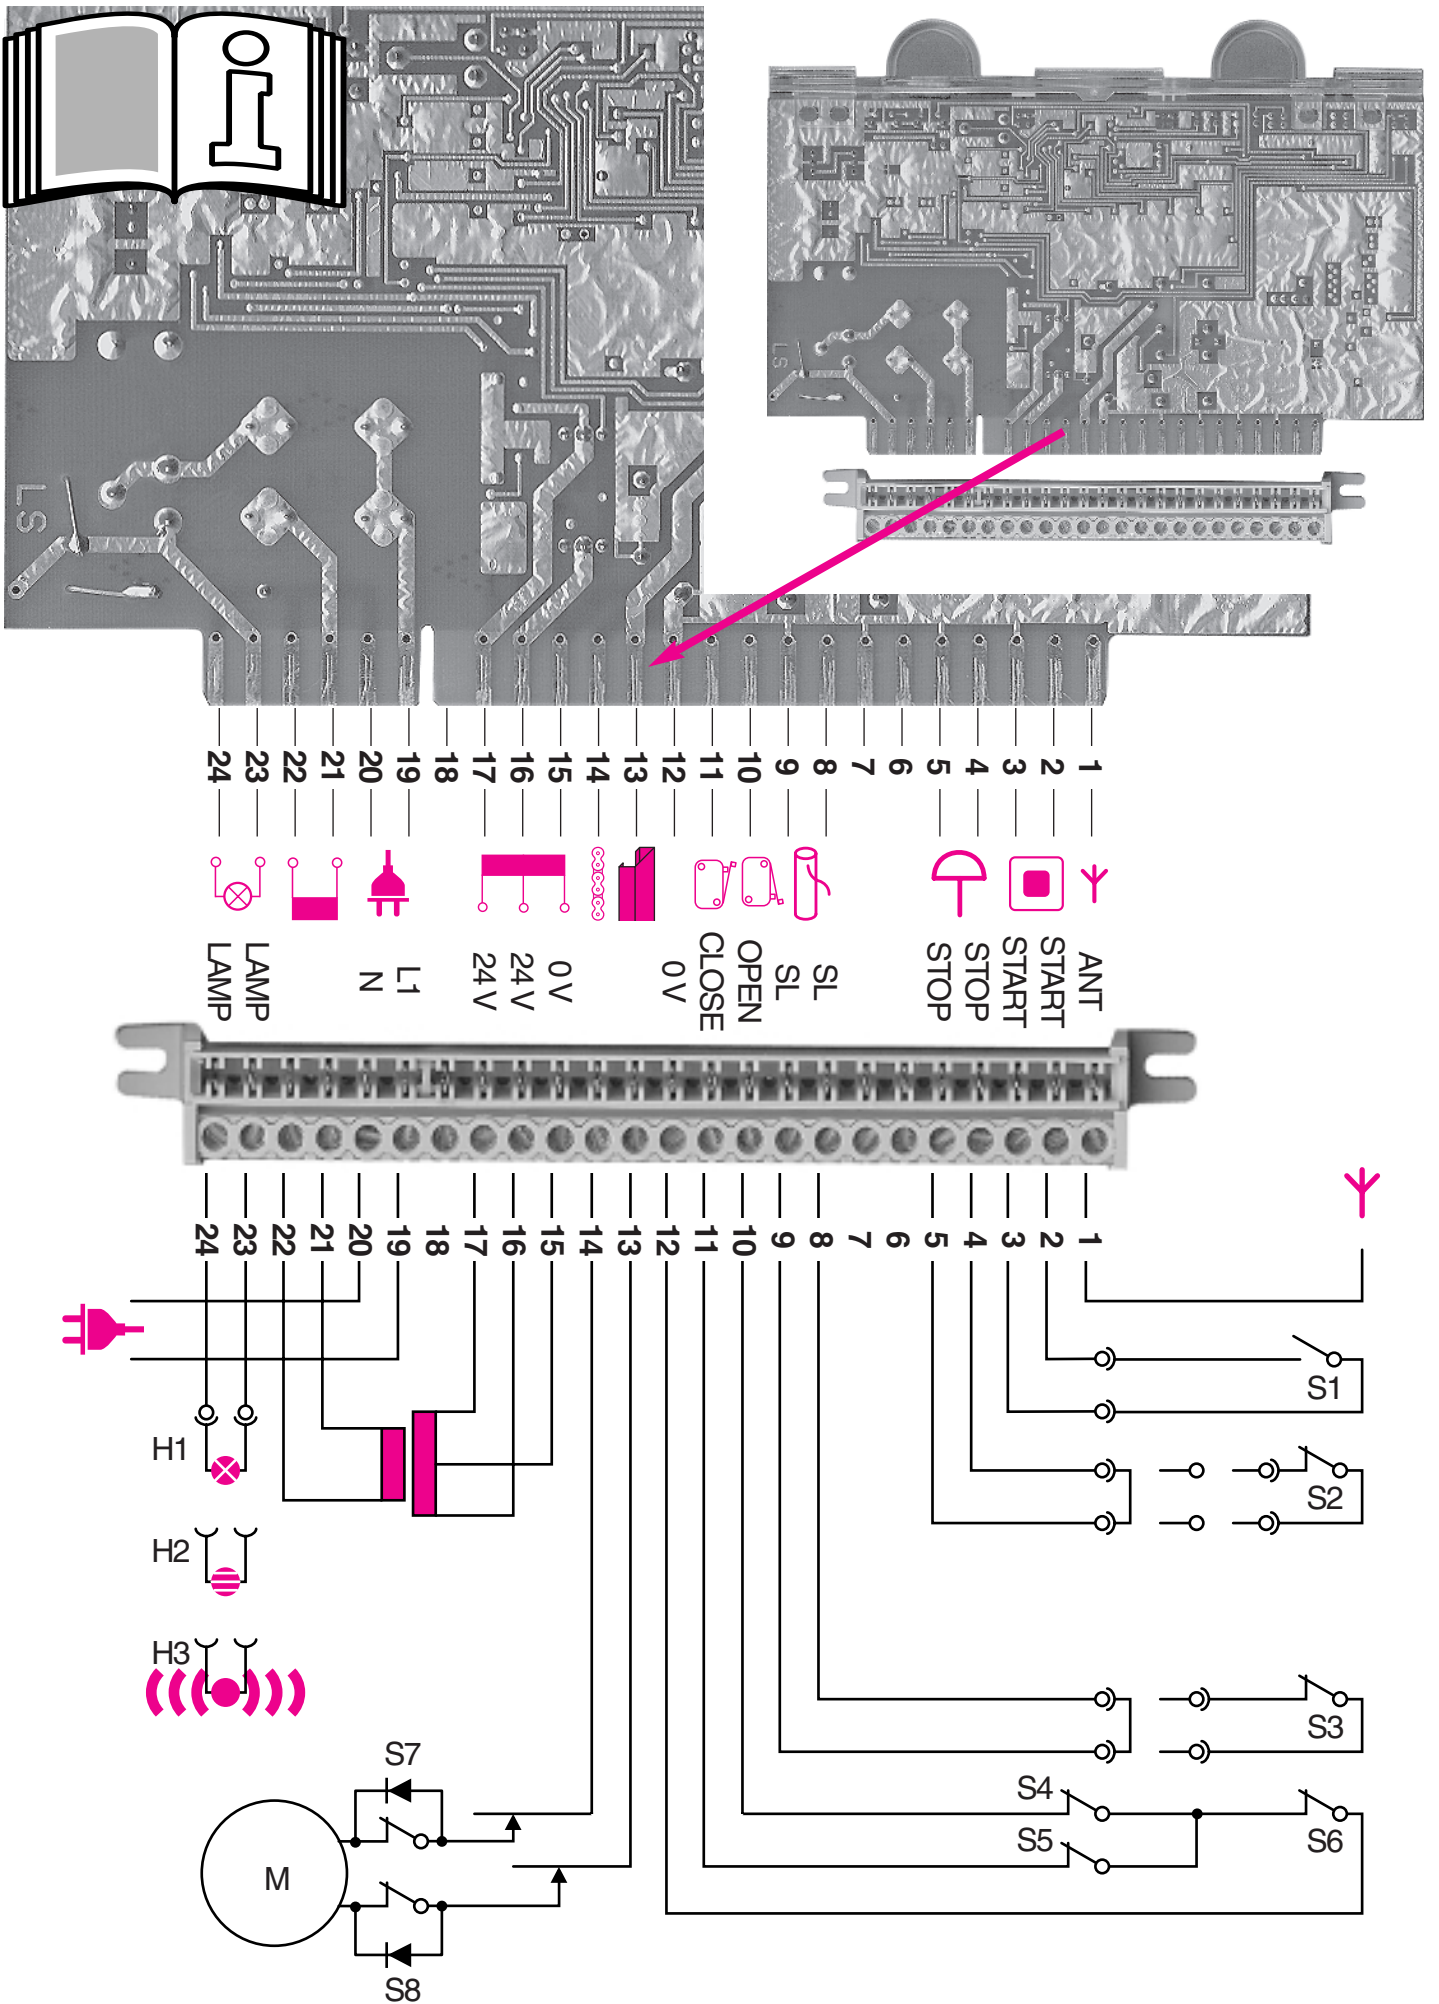 LS
24 23 22 21 20 19 18 17 16 15 14 13 12 11 10 9 8 7 6 5 4 3 2 1
LAMP LAMP N L1 24 V 24 V 0 V 0 V CLOSE OPEN SL SL STOP STOP START START ANT
24 23 22 21 20 19 18 17 16 15 14 13 12 11 10 9 8 7 6 5 4 3 2 1
S1
H1
S2
H2
H3
S3
S7
S4
S5
S6
M
S8